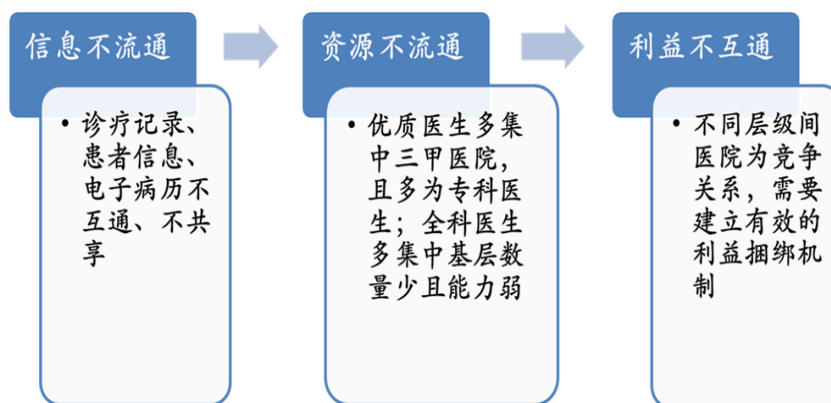 信息不流通
• 诊疗记录、
患者信息、
电子病历不
互通、不共
享
资源不流通
• 优质医生多集
中三甲医院，
且多为专科医
生；全科医生
多集中基层数
量少且能力弱
利益不互通
• 不同层级间
医院为竞争
关系，需要
建立有效的
利益捆绑机
制